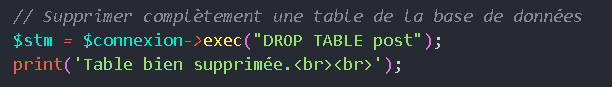 // Supprimer complètement une table de la base de données
$stm = $connexion->exec("DROP TABLE post");
print('Table bien supprimée.<br><br>');